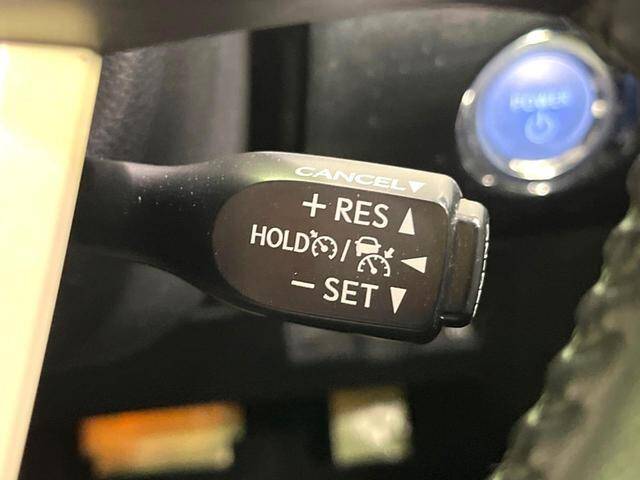 CANCEL▼
+ RES ▲
HOLD / ◀
− SET ▼
POWER